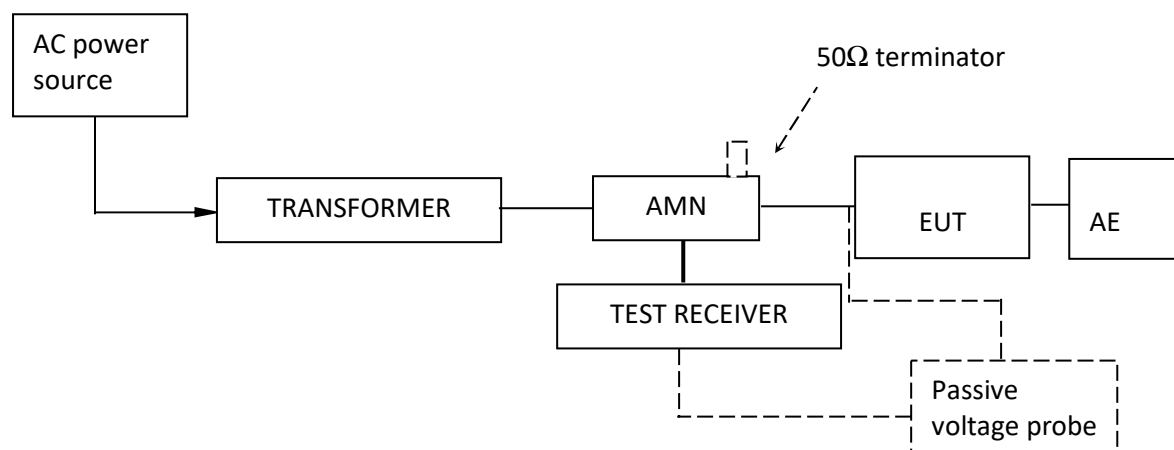 AC power
source
50Ω terminator
TRANSFORMER
AMN
EUT
AE
TEST RECEIVER
Passive
voltage probe